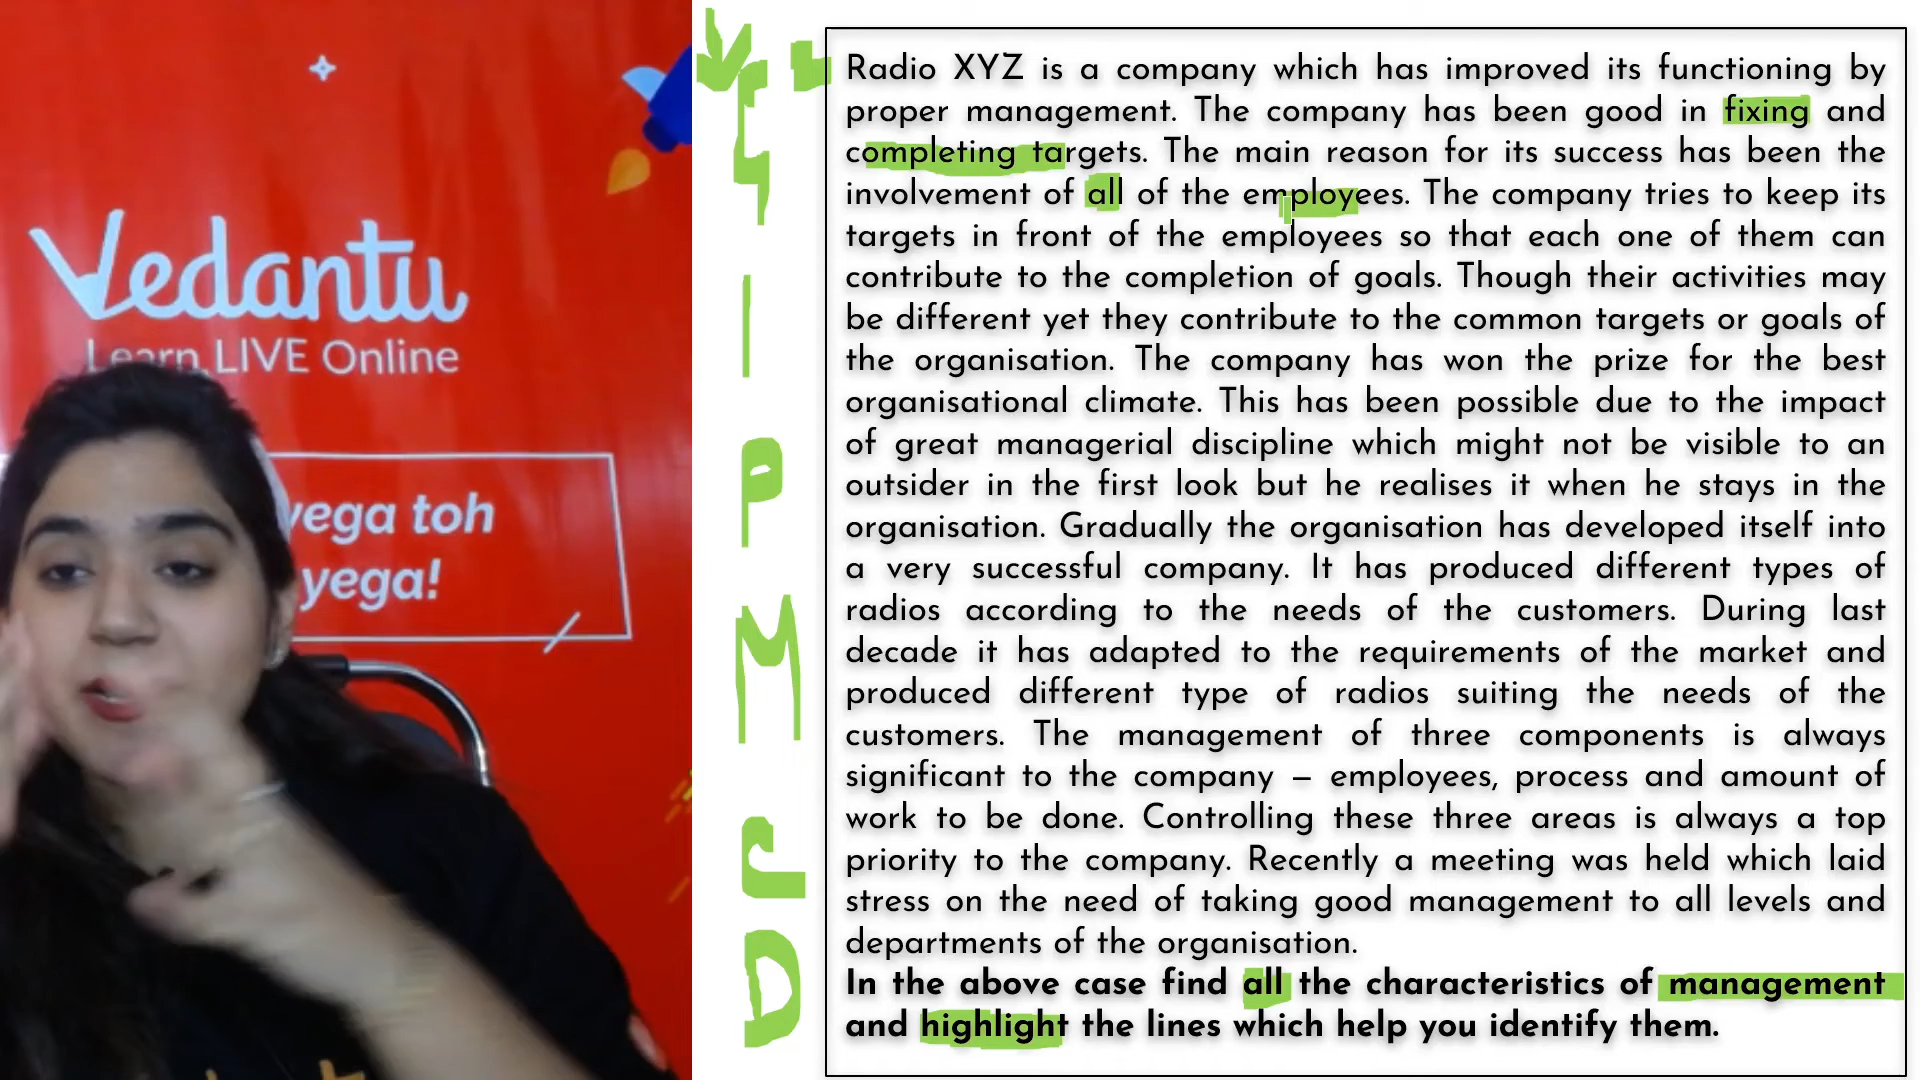 Vedantu
Learn LIVE Online
yega toh
yega!
G
I
P
M
D
Radio XYZ is a company which has improved its functioning by
proper management. The company has been good in fixing and
completing targets. The main reason for its success has been the
involvement of all of the employees. The company tries to keep its
targets in front of the employees so that each one of them can
contribute to the completion of goals. Though their activities may
be different yet they contribute to the common targets or goals of
the organisation. The company has won the prize for the best
organisational climate. This has been possible due to the impact
of great managerial discipline which might not be visible to an
outsider in the first look but he realises it when he stays in the
organisation. Gradually the organisation has developed itself into
a very successful company. It has produced different types of
radios according to the needs of the customers. During last
decade it has adapted to the requirements of the market and
produced different type of radios suiting the needs of the
customers. The management of three components is always
significant to the company – employees, process and amount of
work to be done. Controlling these three areas is always a top
priority to the company. Recently a meeting was held which laid
stress on the need of taking good management to all levels and
departments of the organisation.
In the above case find all the characteristics of management
and highlight the lines which help you identify them.